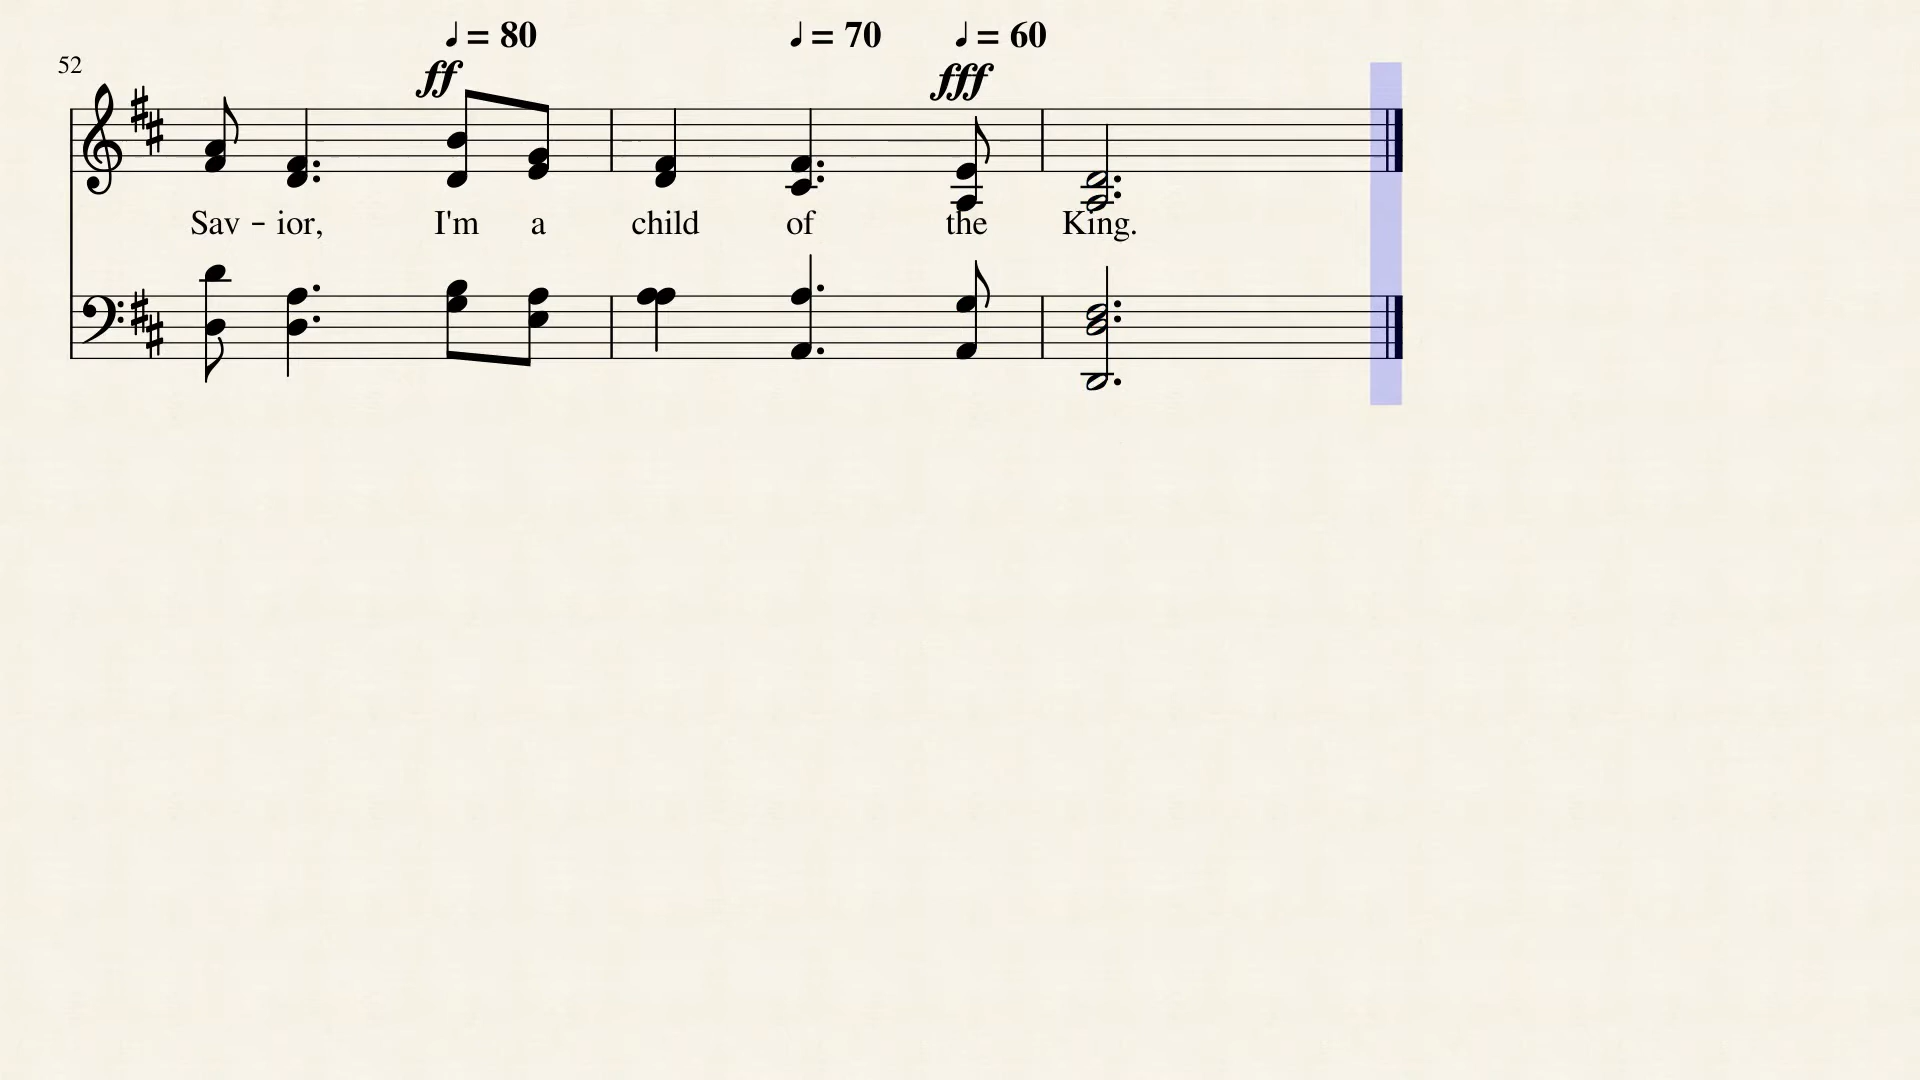 ♩ = 80 ♩ = 70 ♩ = 60
52 ff fff
Sav - ior, I'm a child of the King.